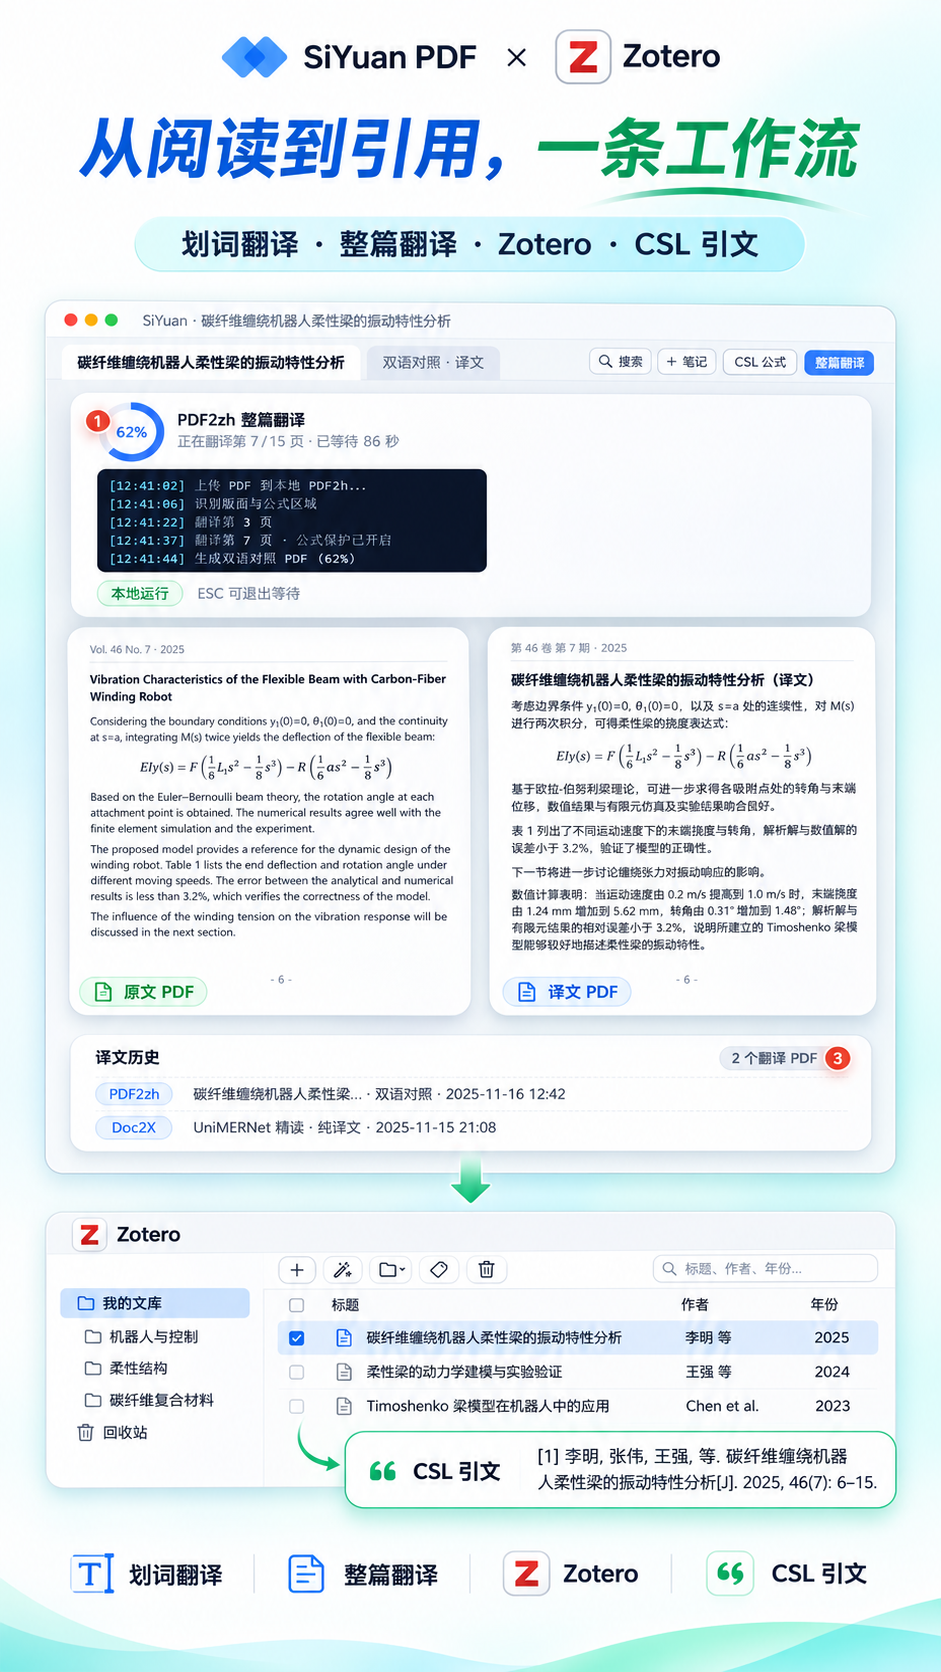 SiYuan PDF × Z Zotero
从阅读到引用，一条工作流
划词翻译 · 整篇翻译 · Zotero · CSL 引文
SiYuan · 碳纤维缠绕机器人柔性梁的振动特性分析
碳纤维缠绕机器人柔性梁的振动特性分析 双语对照 · 译文 搜索 + 笔记 CSL 公式 整篇翻译
1 62% PDF2zh 整篇翻译
正在翻译第 7 / 15 页 · 已等待 86 秒
[12:41:02] 上传 PDF 到本地 PDF2h...
[12:41:06] 识别版面与公式区域
[12:41:22] 翻译第 3 页
[12:41:37] 翻译第 7 页 · 公式保护已开启
[12:41:44] 生成双语对照 PDF (62%)
本地运行 ESC 可退出等待
Vol. 46 No. 7 · 2025
Vibration Characteristics of the Flexible Beam with Carbon-Fiber
Winding Robot
Considering the boundary conditions y₁(0)=0, θ₁(0)=0, and the continuity
at s=a, integrating M(s) twice yields the deflection of the flexible beam:
EIy(s) = F (1/6 L₁s² − 1/8 s³) − R (1/6 as² − 1/8 s³)
Based on the Euler–Bernoulli beam theory, the rotation angle at each
attachment point is obtained. The numerical results agree well with the
finite element simulation and the experiment.
The proposed model provides a reference for the dynamic design of the
winding robot. Table 1 lists the end deflection and rotation angle under
different moving speeds. The error between the analytical and numerical
results is less than 3.2%, which verifies the correctness of the model.
The influence of the winding tension on the vibration response will be
discussed in the next section.
- 6 -
原文 PDF
第 46 卷 第 7 期 · 2025
碳纤维缠绕机器人柔性梁的振动特性分析（译文）
考虑边界条件 y₁(0)=0, θ₁(0)=0，以及 s=a 处的连续性，对 M(s)
进行两次积分，可得柔性梁的挠度表达式：
EIy(s) = F (1/6 L₁s² − 1/8 s³) − R (1/6 as² − 1/8 s³)
基于欧拉-伯努利梁理论，可进一步求得各吸附点处的转角与末端
位移，数值结果与有限元仿真及实验结果吻合良好。
表 1 列出了不同运动速度下的末端挠度与转角，解析解与数值解的
误差小于 3.2%，验证了模型的正确性。
下一节将进一步讨论缠绕张力对振动响应的影响。
数值计算表明：当运动速度由 0.2 m/s 提高到 1.0 m/s 时，末端挠度
由 1.24 mm 增加到 5.62 mm，转角由 0.31° 增加到 1.48°；解析解与
有限元结果的相对误差小于 3.2%，说明所建立的 Timoshenko 梁模
型能够较好地描述柔性梁的振动特性。
- 6 -
译文 PDF
译文历史 2 个翻译 PDF 3
PDF2zh 碳纤维缠绕机器人柔性梁... · 双语对照 · 2025-11-16 12:42
Doc2X UniMERNet 精读 · 纯译文 · 2025-11-15 21:08
Z Zotero
标题、作者、年份...
我的文库
机器人与控制
柔性结构
碳纤维复合材料
回收站
标题 作者 年份
碳纤维缠绕机器人柔性梁的振动特性分析 李明 等 2025
柔性梁的动力学建模与实验验证 王强 等 2024
Timoshenko 梁模型在机器人中的应用 Chen et al. 2023
CSL 引文
[1] 李明, 张伟, 王强, 等. 碳纤维缠绕机器
人柔性梁的振动特性分析[J]. 2025, 46(7): 6–15.
T 划词翻译 整篇翻译 Z Zotero CSL 引文